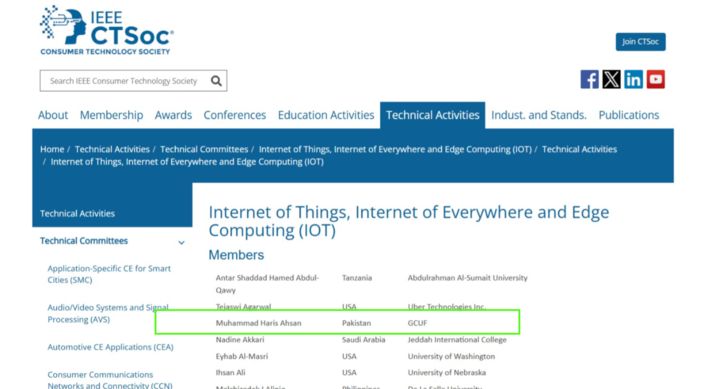 IEEE
CTSoc
CONSUMER TECHNOLOGY SOCIETY
Join CTSoc
Search IEEE Consumer Technology Society
About Membership Awards Conferences Education Activities Technical Activities Indust. and Stands. Publications
Home / Technical Activities / Technical Committees / Internet of Things, Internet of Everywhere and Edge Computing (IOT) / Technical Activities
/ Internet of Things, Internet of Everywhere and Edge Computing (IOT)
Technical Activities
Technical Committees
Application-Specific CE for Smart
Cities (SMC)
Audio/Video Systems and Signal
Processing (AVS)
Automotive CE Applications (CEA)
Consumer Communications
Networks and Connectivity (CCN)
Internet of Things, Internet of Everywhere and Edge
Computing (IOT)
Members
Antar Shaddad Hamed Abdul- Tanzania Abdulrahman Al-Sumait University
Qawy
Tejaswi Agarwal USA Uber Technologies Inc.
Muhammad Haris Ahsan Pakistan GCUF
Nadine Akkari Saudi Arabia Jeddah International College
Eyhab Al-Masri USA University of Washington
Ihsan Ali USA University of Nebraska
Philippines De La Salle University